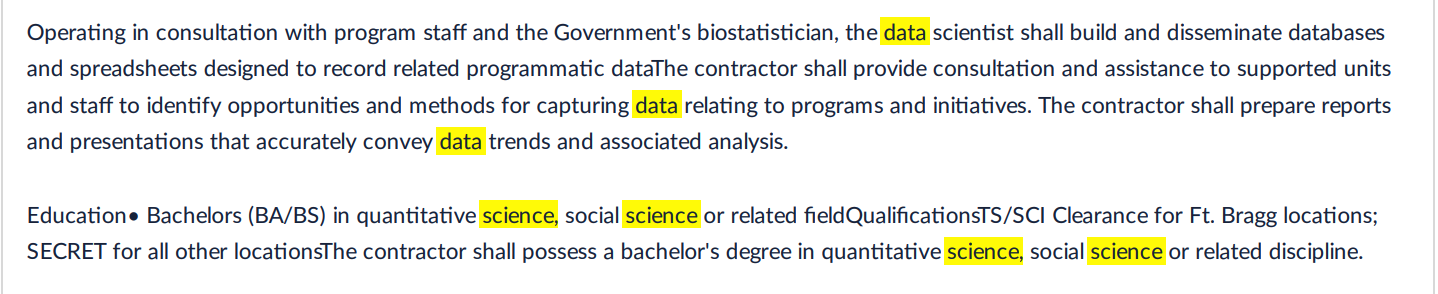 Operating in consultation with program staff and the Government's biostatistician, the data scientist shall build and disseminate databases
and spreadsheets designed to record related programmatic dataThe contractor shall provide consultation and assistance to supported units
and staff to identify opportunities and methods for capturing data relating to programs and initiatives. The contractor shall prepare reports
and presentations that accurately convey data trends and associated analysis.
Education• Bachelors (BA/BS) in quantitative science, social science or related fieldQualificationsTS/SCI Clearance for Ft. Bragg locations;
SECRET for all other locationsThe contractor shall possess a bachelor's degree in quantitative science, social science or related discipline.